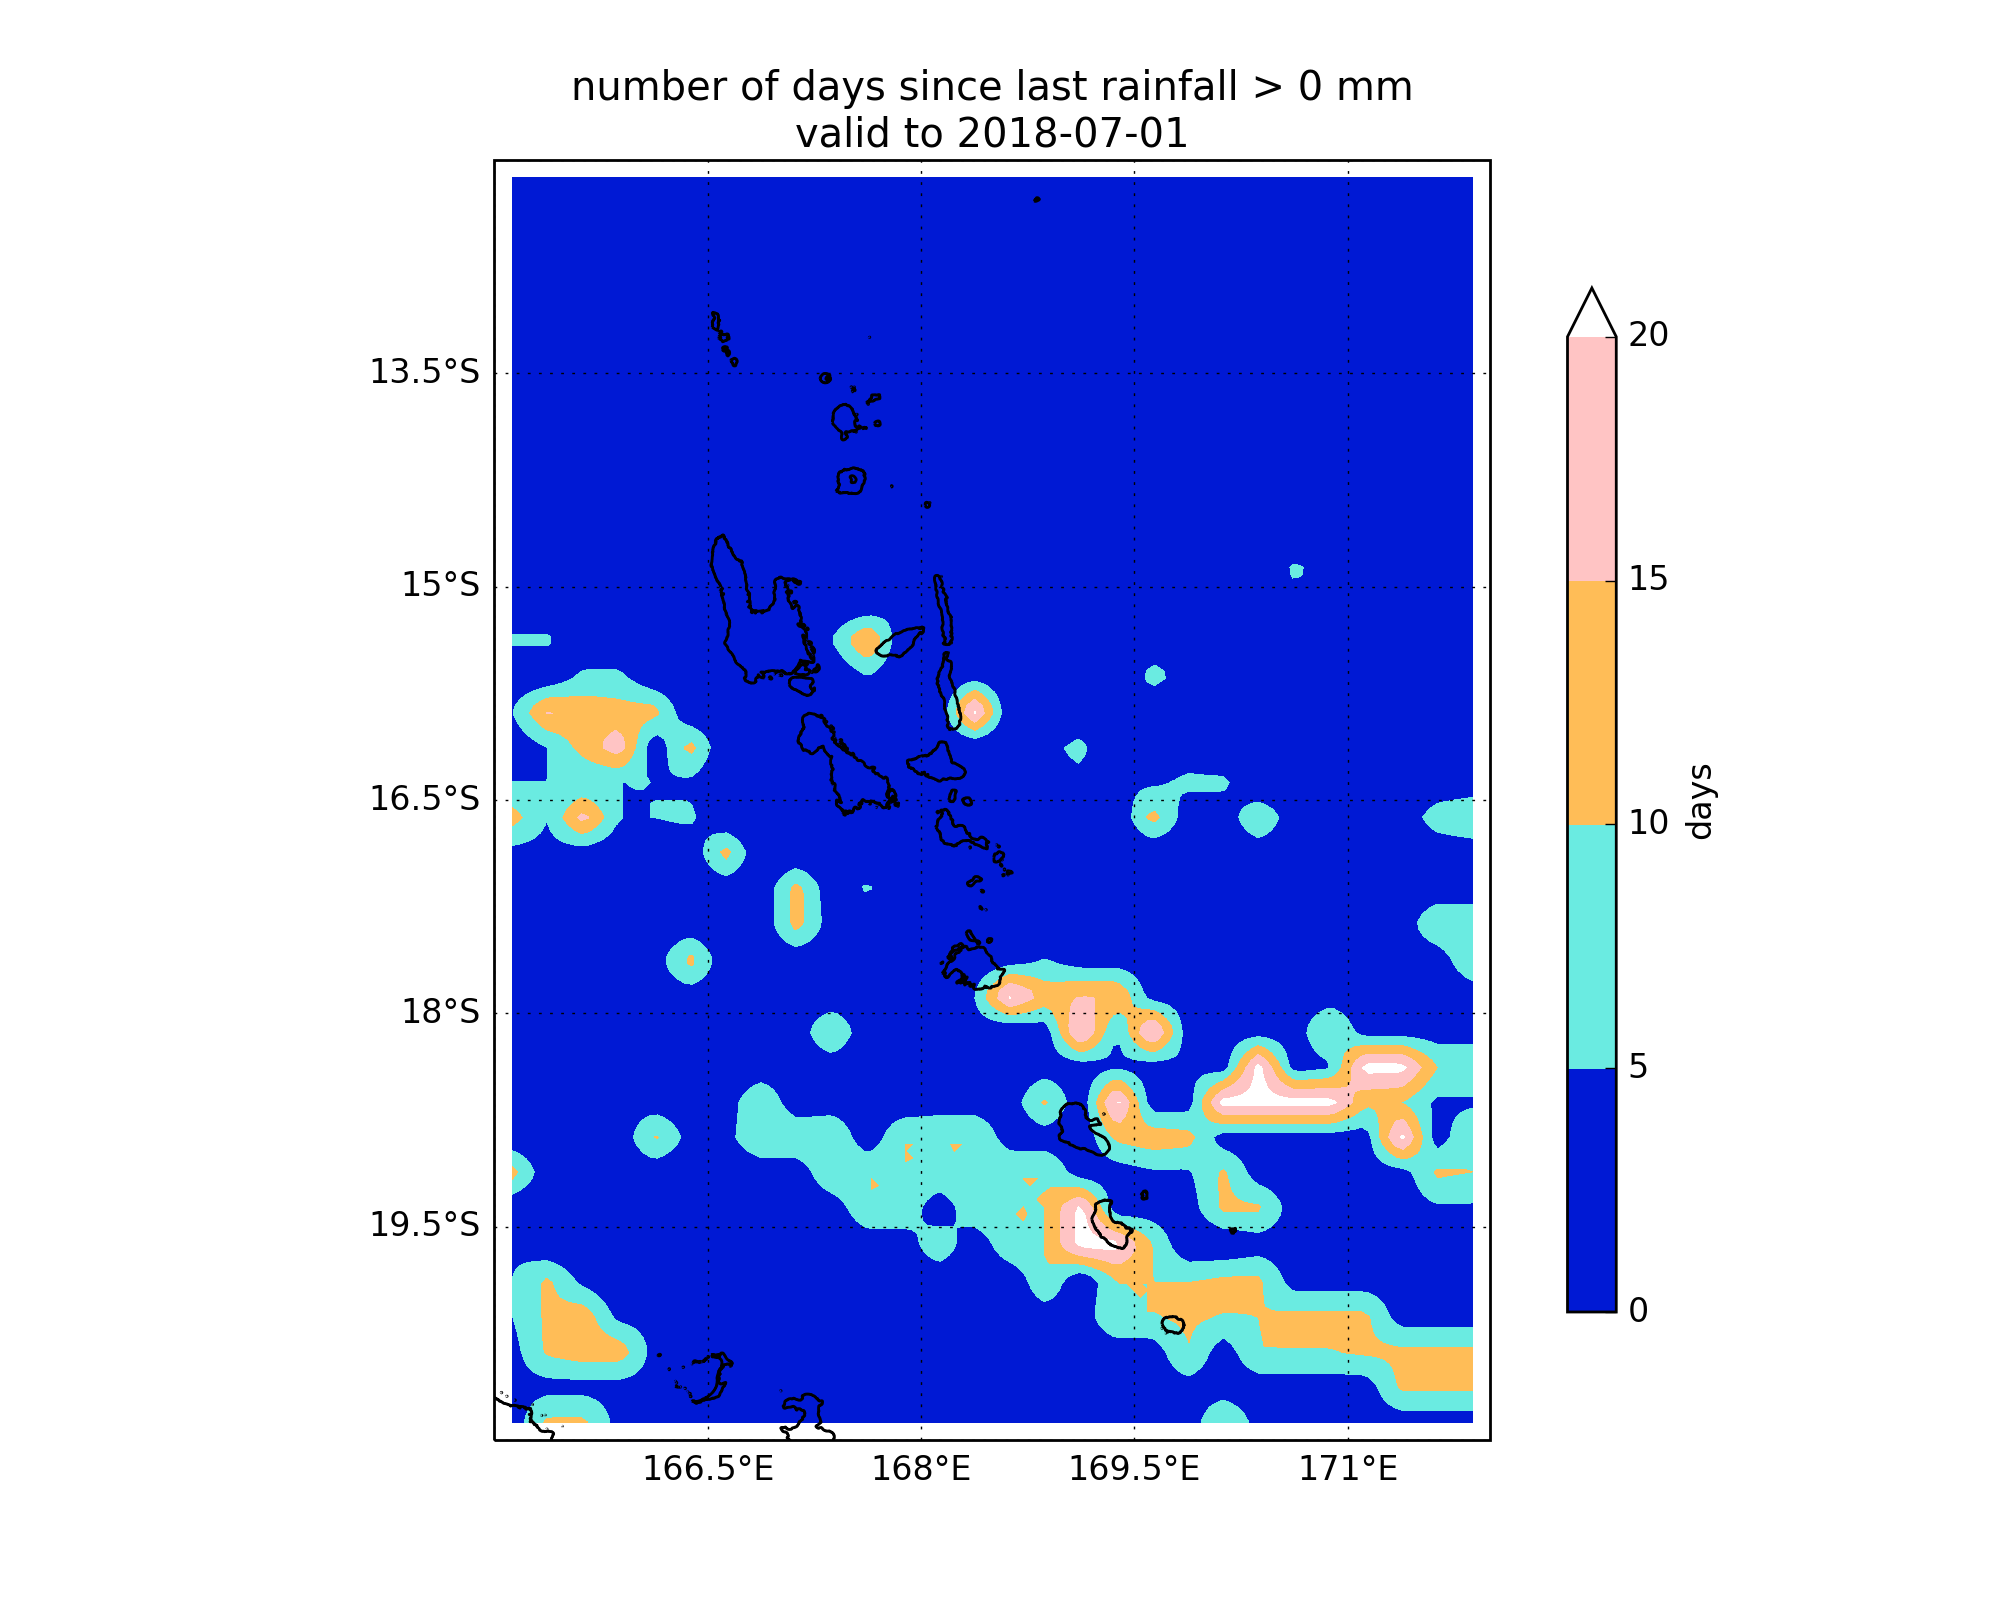 number of days since last rainfall > 0 mm
valid to 2018-07-01
13.5°S
15°S
16.5°S
18°S
19.5°S
166.5°E
168°E
169.5°E
171°E
20
15
10
5
0
days